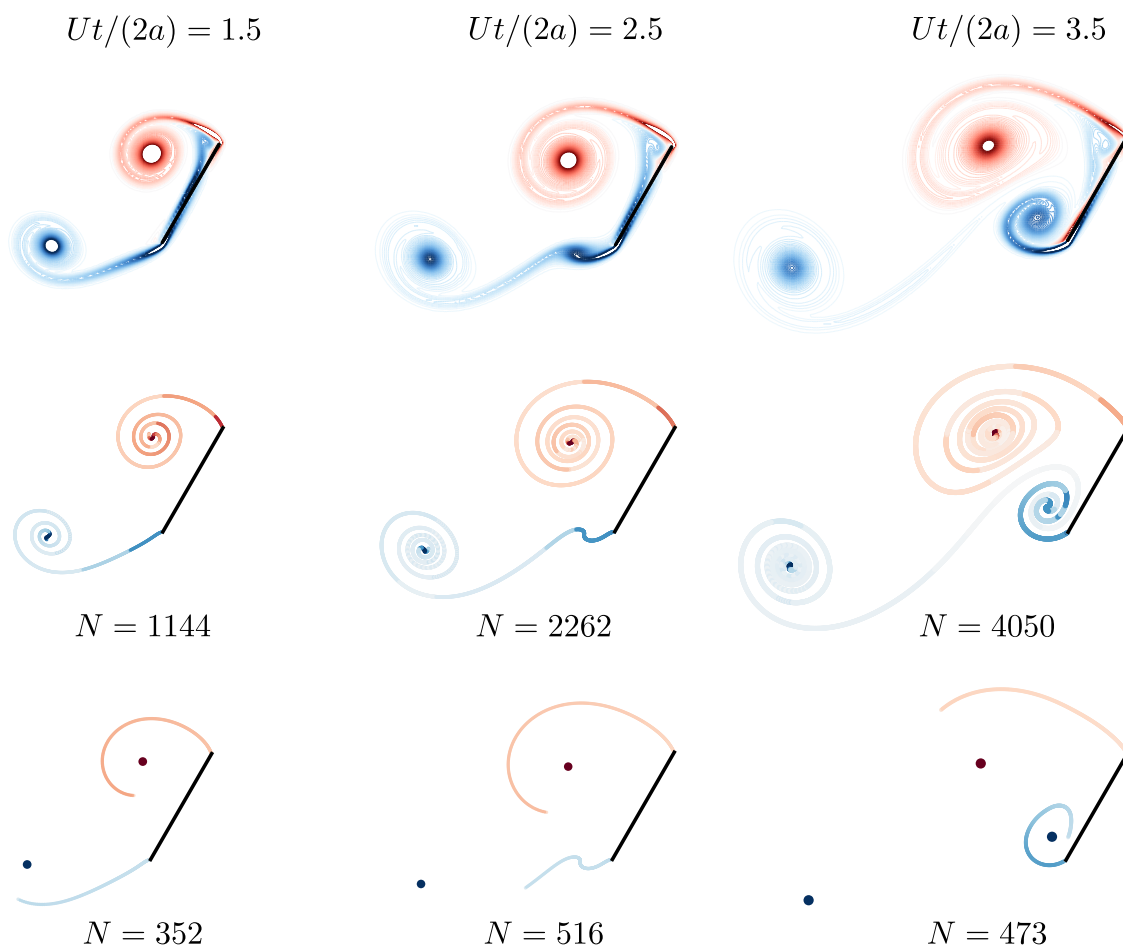 Ut/(2a) = 1.5
Ut/(2a) = 2.5
Ut/(2a) = 3.5
N = 1144
N = 2262
N = 4050
N = 352
N = 516
N = 473